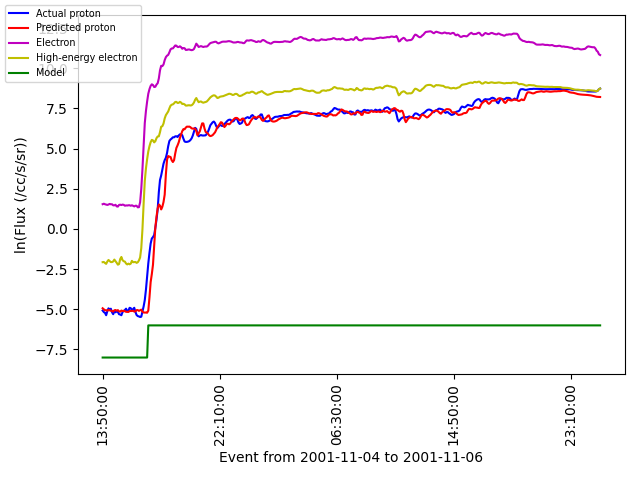 Actual proton
Predicted proton
Electron
High-energy electron
Model
7.5
5.0
2.5
0.0
−2.5
−5.0
−7.5
ln(Flux (/cc/s/sr))
13:50:00
22:10:00
06:30:00
14:50:00
23:10:00
Event from 2001-11-04 to 2001-11-06